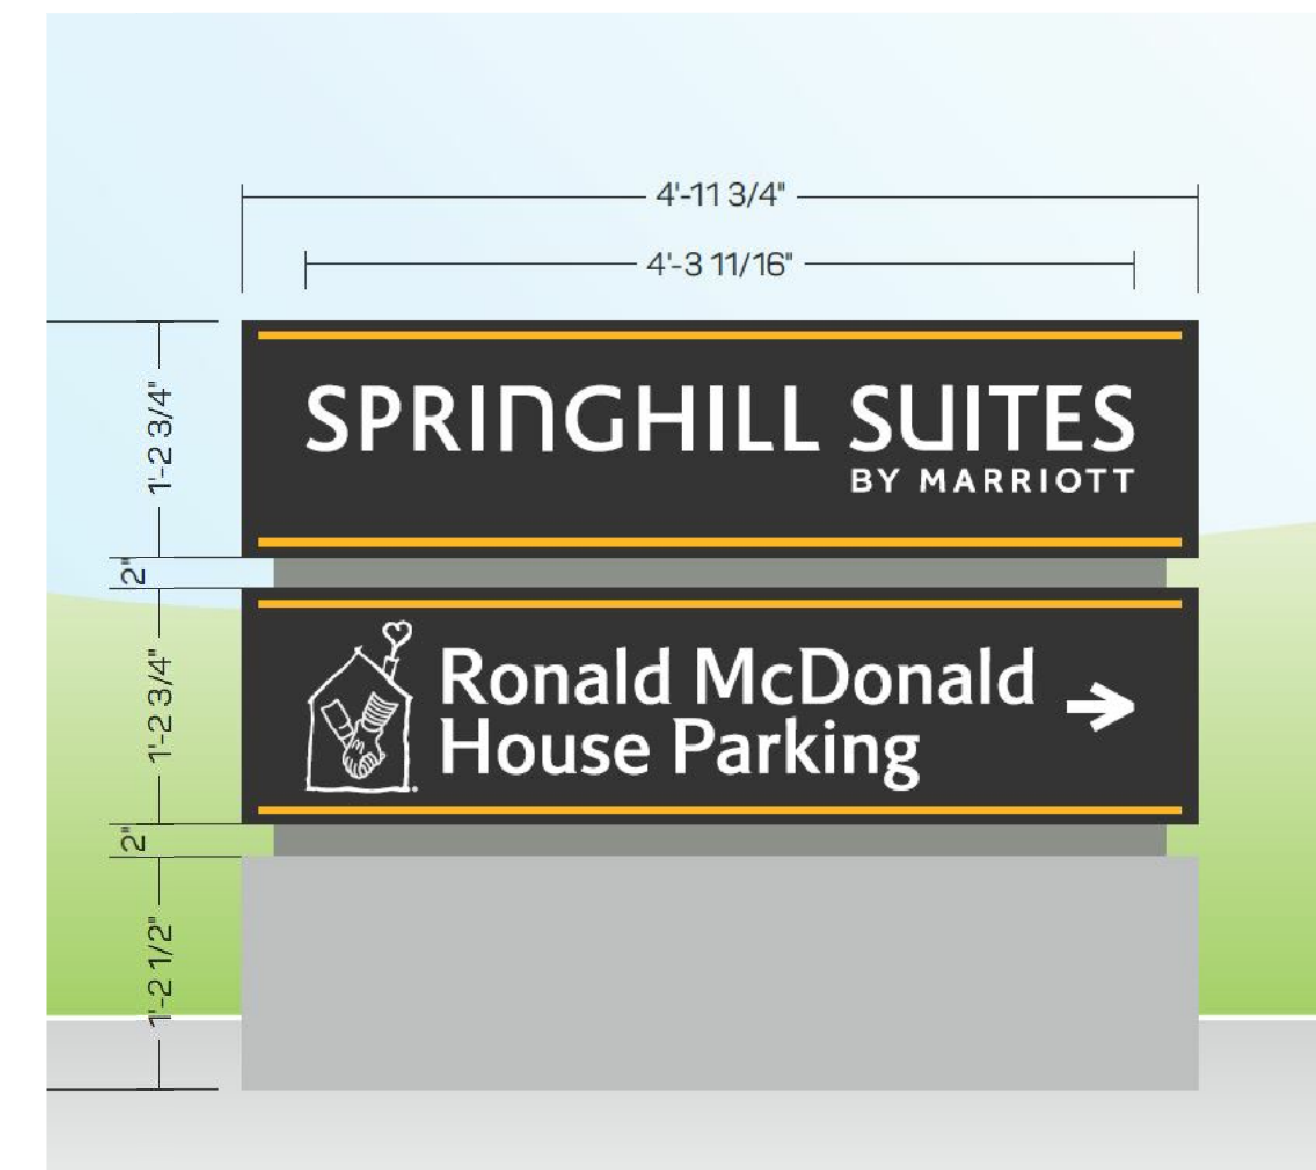 4'-11 3/4"
4'-3 11/16"
1'-2 3/4"
SPRINGHILL SUITES
BY MARRIOTT
2"
1'-2 3/4"
Ronald McDonald
House Parking
2"
1'-2 1/2"